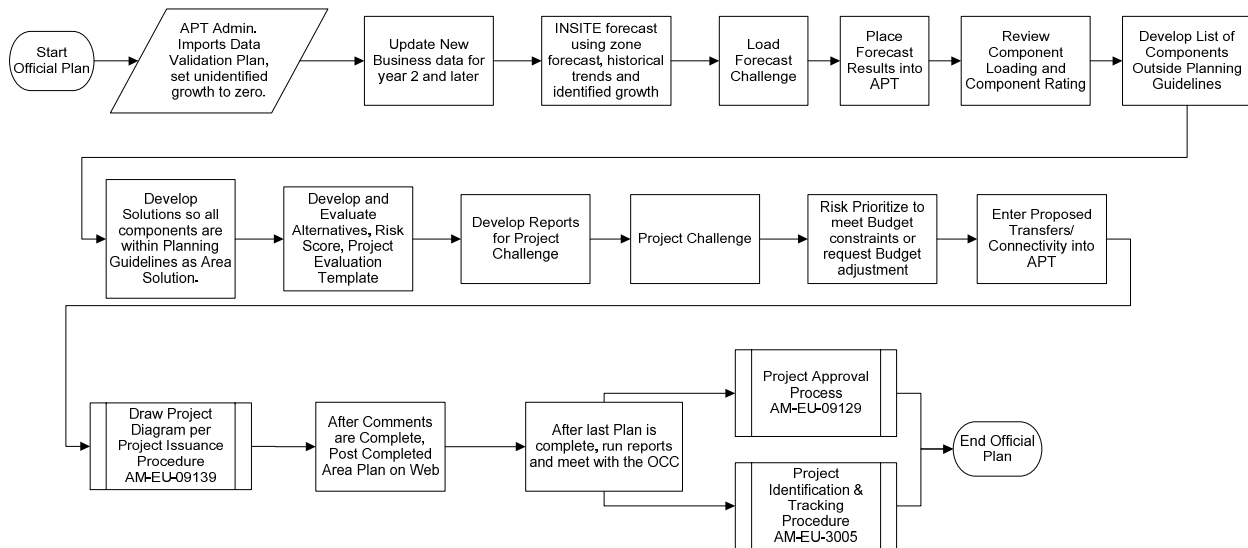 Start
Official Plan
APT Admin.
Imports Data
Validation Plan,
set unidentified
growth to zero.
Update New
Business data for
year 2 and later
INSITE forecast
using zone
forecast, historical
trends and
identified growth
Load
Forecast
Challenge
Place
Forecast
Results into
APT
Review
Component
Loading and
Component Rating
Develop List of
Components
Outside Planning
Guidelines
Develop
Solutions so all
components are
within Planning
Guidelines as Area
Solution.
Develop and
Evaluate
Alternatives, Risk
Score, Project
Evaluation
Template
Develop Reports
for Project
Challenge
Project Challenge
Risk Prioritize to
meet Budget
constraints or
request Budget
adjustment
Enter Proposed
Transfers/
Connectivity into
APT
Draw Project
Diagram per
Project Issuance
Procedure
AM-EU-09139
After Comments
are Complete,
Post Completed
Area Plan on Web
After last Plan is
complete, run reports
and meet with the OCC
Project Approval
Process
AM-EU-09129
Project
Identification &
Tracking
Procedure
AM-EU-3005
End Official
Plan